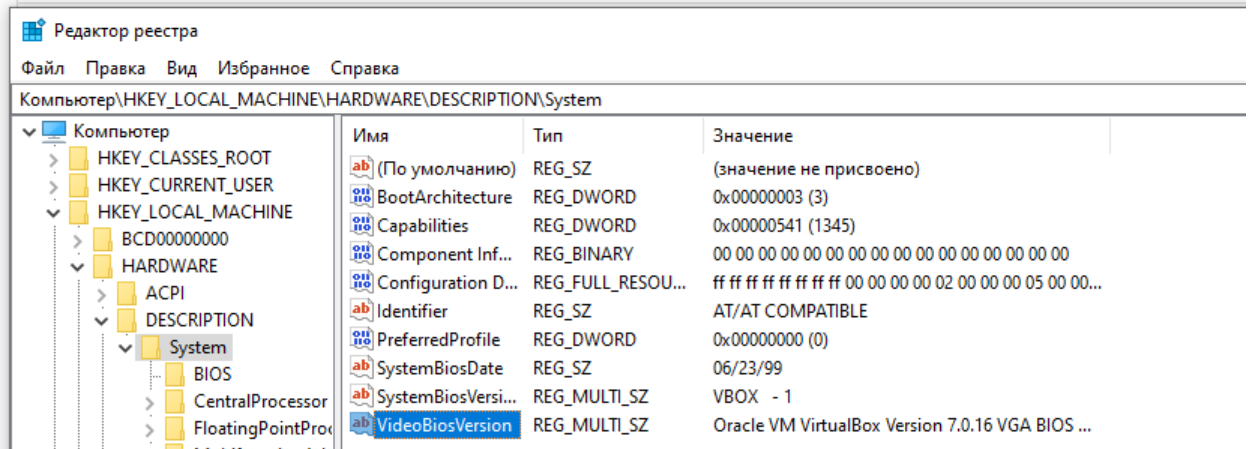 Редактор реестра
Файл Правка Вид Избранное Справка
Компьютер\HKEY_LOCAL_MACHINE\HARDWARE\DESCRIPTION\System
Компьютер
HKEY_CLASSES_ROOT
HKEY_CURRENT_USER
HKEY_LOCAL_MACHINE
BCD00000000
HARDWARE
ACPI
DESCRIPTION
System
BIOS
CentralProcessor
FloatingPointProc
Имя Тип Значение
(По умолчанию) REG_SZ (значение не присвоено)
BootArchitecture REG_DWORD 0x00000003 (3)
Capabilities REG_DWORD 0x00000541 (1345)
Component Inf... REG_BINARY 00 00 00 00 00 00 00 00 00 00 00 00 00 00 00 00
Configuration D... REG_FULL_RESOU... ff ff ff ff ff ff ff ff 00 00 00 00 02 00 00 00 05 00 00...
Identifier REG_SZ AT/AT COMPATIBLE
PreferredProfile REG_DWORD 0x00000000 (0)
SystemBiosDate REG_SZ 06/23/99
SystemBiosVersi... REG_MULTI_SZ VBOX - 1
VideoBiosVersion REG_MULTI_SZ Oracle VM VirtualBox Version 7.0.16 VGA BIOS ...